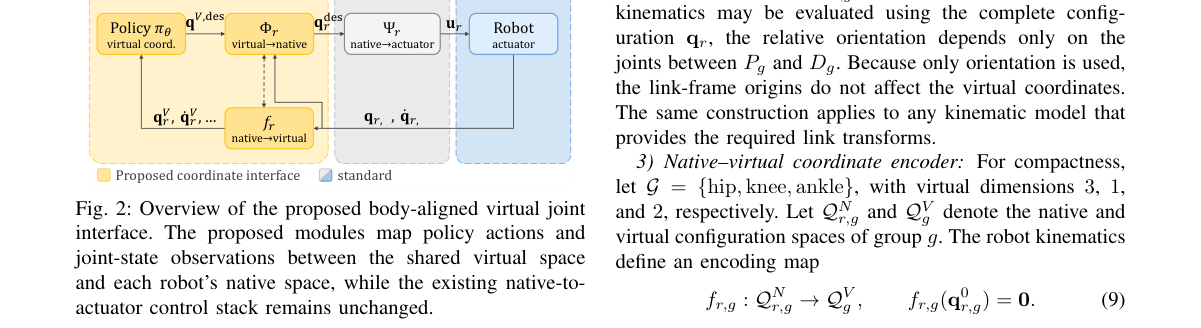 Policy π_θ
virtual coord.
q^{V,des}
Φ_r
virtual→native
q_r^{des}
Ψ_r
native→actuator
u_r
Robot
actuator
q_r^V, q̇_r^V, ...
f_r
native→virtual
q_r, , q̇_r,
Proposed coordinate interface
standard
Fig. 2: Overview of the proposed body-aligned virtual joint
interface. The proposed modules map policy actions and
joint-state observations between the shared virtual space
and each robot's native space, while the existing native-to-
actuator control stack remains unchanged.
kinematics may be evaluated using the complete config-
uration q_r, the relative orientation depends only on the
joints between P_g and D_g. Because only orientation is used,
the link-frame origins do not affect the virtual coordinates.
The same construction applies to any kinematic model that
provides the required link transforms.
3) Native–virtual coordinate encoder: For compactness,
let 𝒢 = {hip, knee, ankle}, with virtual dimensions 3, 1,
and 2, respectively. Let 𝒬_{r,g}^N and 𝒬_g^V denote the native and
virtual configuration spaces of group g. The robot kinematics
define an encoding map
f_{r,g} : 𝒬_{r,g}^N → 𝒬_g^V, f_{r,g}(q_{r,g}^0) = 0. (9)